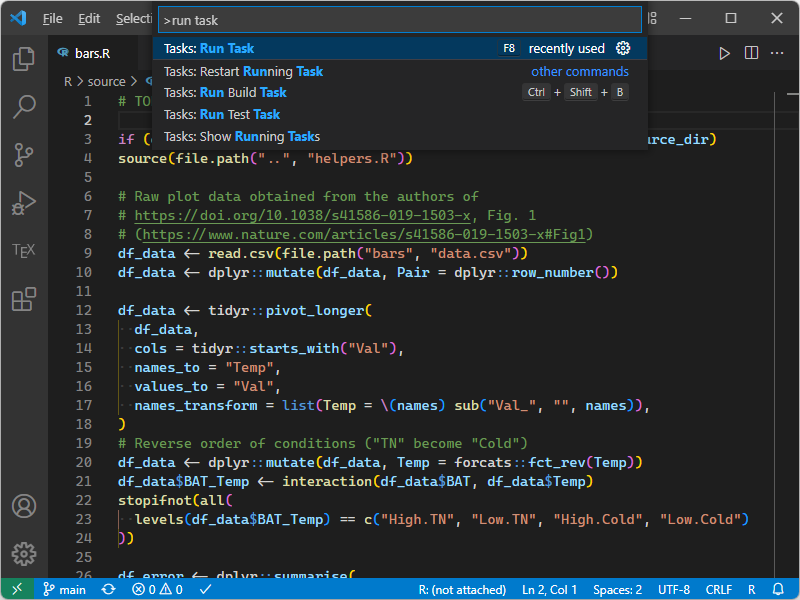 File Edit Selecti
>run task
Tasks: Run Task F8 recently used
Tasks: Restart Running Task other commands
Tasks: Run Build Task Ctrl + Shift + B
Tasks: Run Test Task
Tasks: Show Running Tasks
bars.R
R > source >
1 # TO
2
3 if ( urce_dir)
4 source(file.path("..", "helpers.R"))
5
6 # Raw plot data obtained from the authors of
7 # https://doi.org/10.1038/s41586-019-1503-x, Fig. 1
8 # (https://www.nature.com/articles/s41586-019-1503-x#Fig1)
9 df_data <- read.csv(file.path("bars", "data.csv"))
10 df_data <- dplyr::mutate(df_data, Pair = dplyr::row_number())
11
12 df_data <- tidyr::pivot_longer(
13 df_data,
14 cols = tidyr::starts_with("Val"),
15 names_to = "Temp",
16 values_to = "Val",
17 names_transform = list(Temp = \(names) sub("Val_", "", names)),
18 )
19 # Reverse order of conditions ("TN" become "Cold")
20 df_data <- dplyr::mutate(df_data, Temp = forcats::fct_rev(Temp))
21 df_data$BAT_Temp <- interaction(df_data$BAT, df_data$Temp)
22 stopifnot(all(
23 levels(df_data$BAT_Temp) == c("High.TN", "Low.TN", "High.Cold", "Low.Cold")
24 ))
25
26 df_error <- dplyr::summarise(
TEX
main 0 0 R: (not attached) Ln 2, Col 1 Spaces: 2 UTF-8 CRLF R